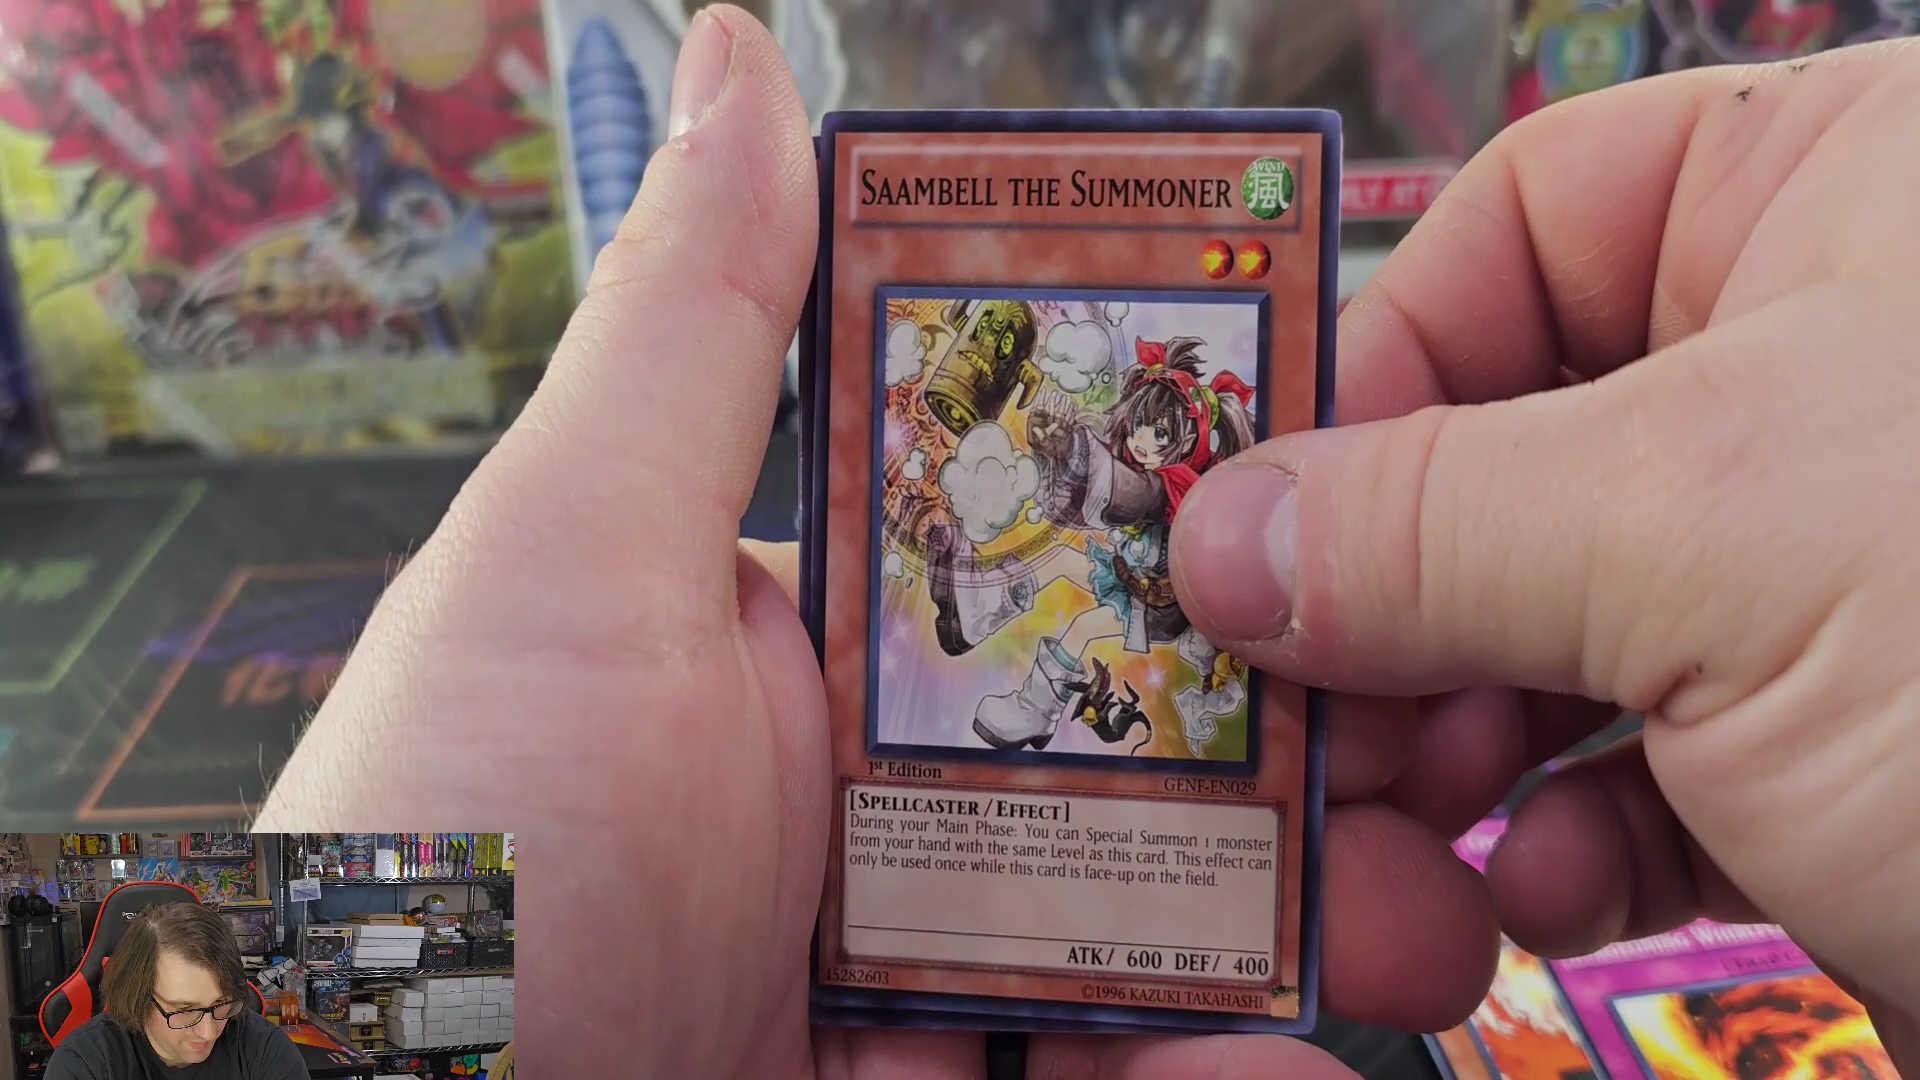 SAAMBELL THE SUMMONER
WIND
風
1st Edition
GENF-EN029
[SPELLCASTER/EFFECT]
During your Main Phase: You can Special Summon 1 monster
from your hand with the same Level as this card. This effect can
only be used once while this card is face-up on the field.
ATK/ 600 DEF/ 400
45282603
©1996 KAZUKI TAKAHASHI